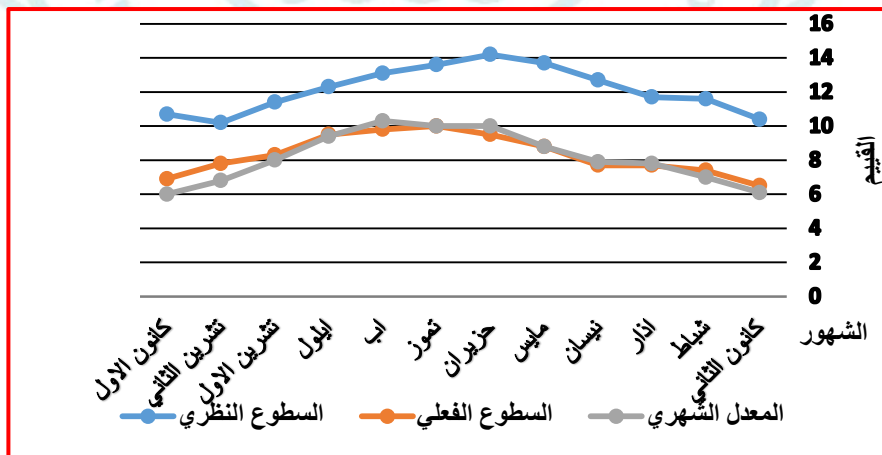 16
14
12
10
8
6
4
2
0
القييم
الشهور
كانون الثاني
شباط
اذار
نيسان
مايس
حزيران
تموز
اب
ايلول
تشرين الاول
تشرين الثاني
كانون الاول
السطوع النظري
السطوع الفعلي
المعدل الشهري